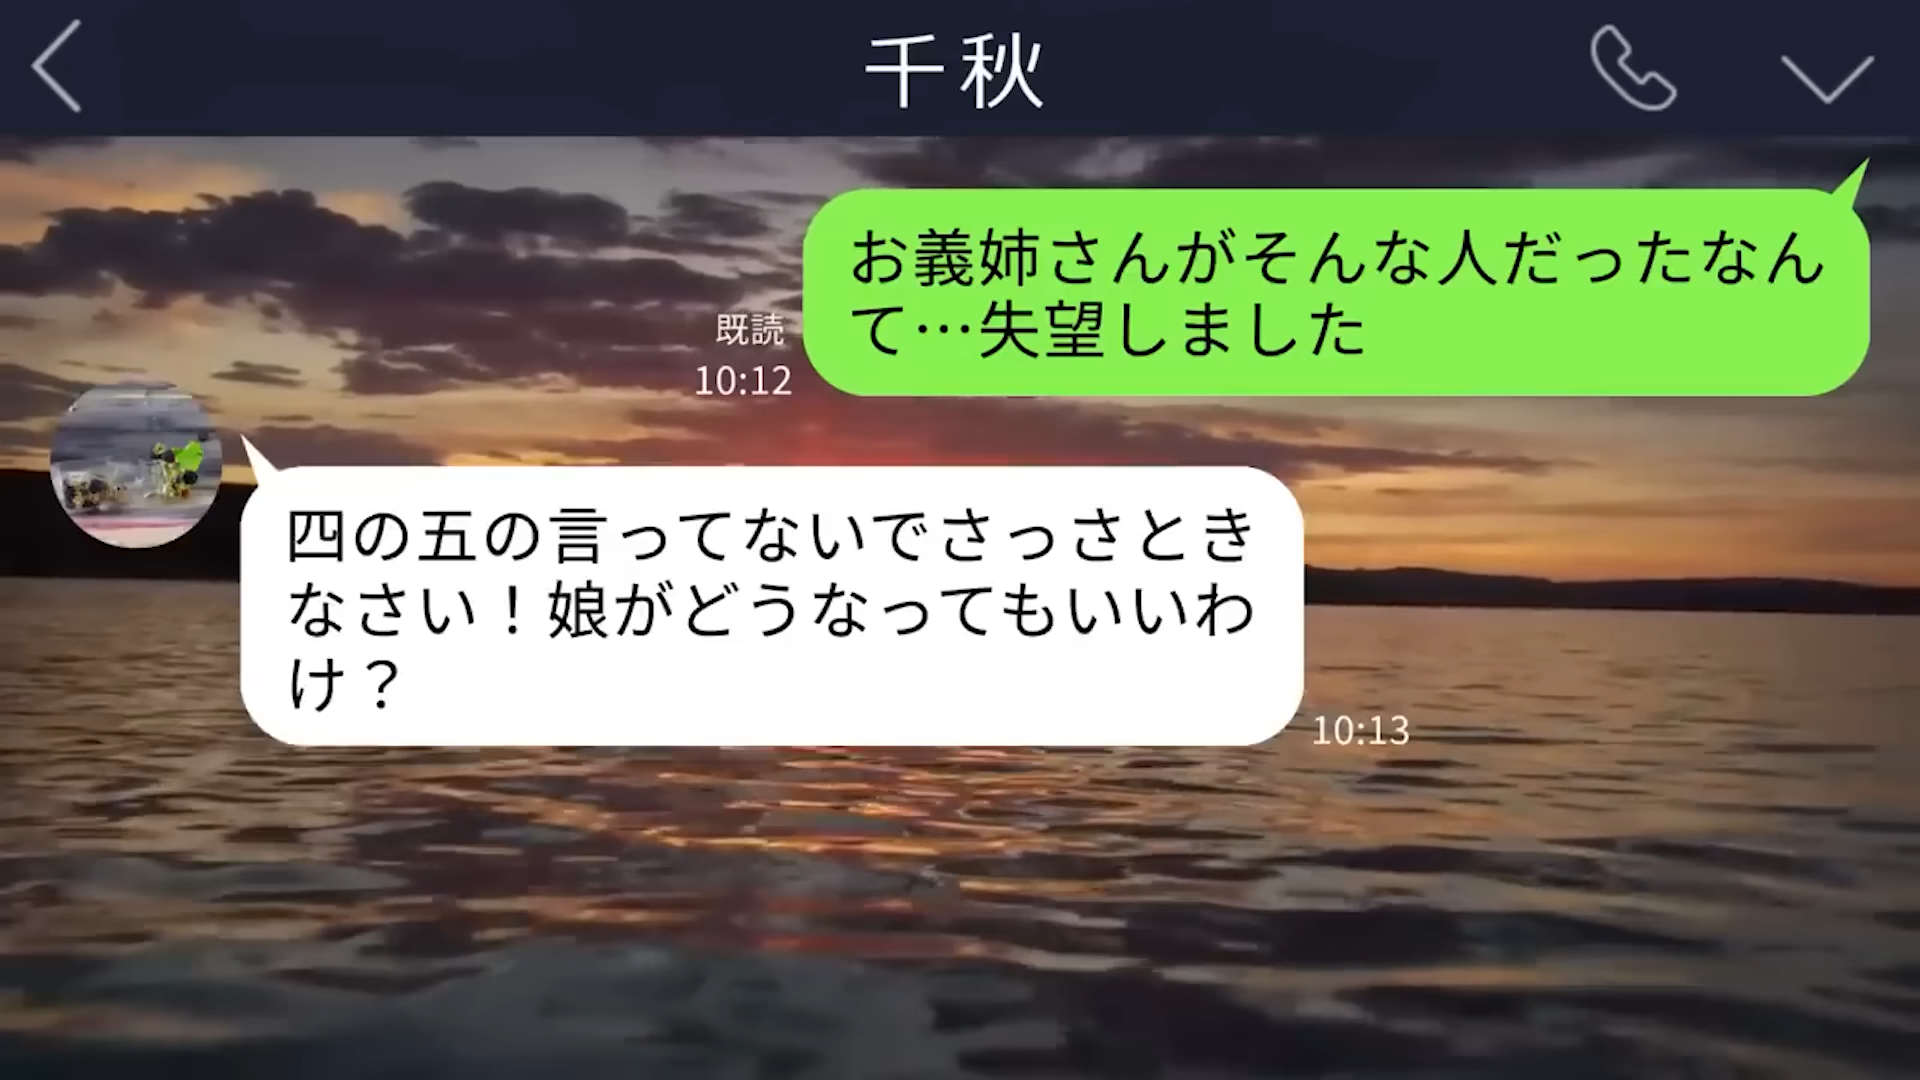 千秋
お義姉さんがそんな人だったなん
て…失望しました
既読
10:12
四の五の言ってないでさっさとき
なさい！娘がどうなってもいいわ
け？
10:13